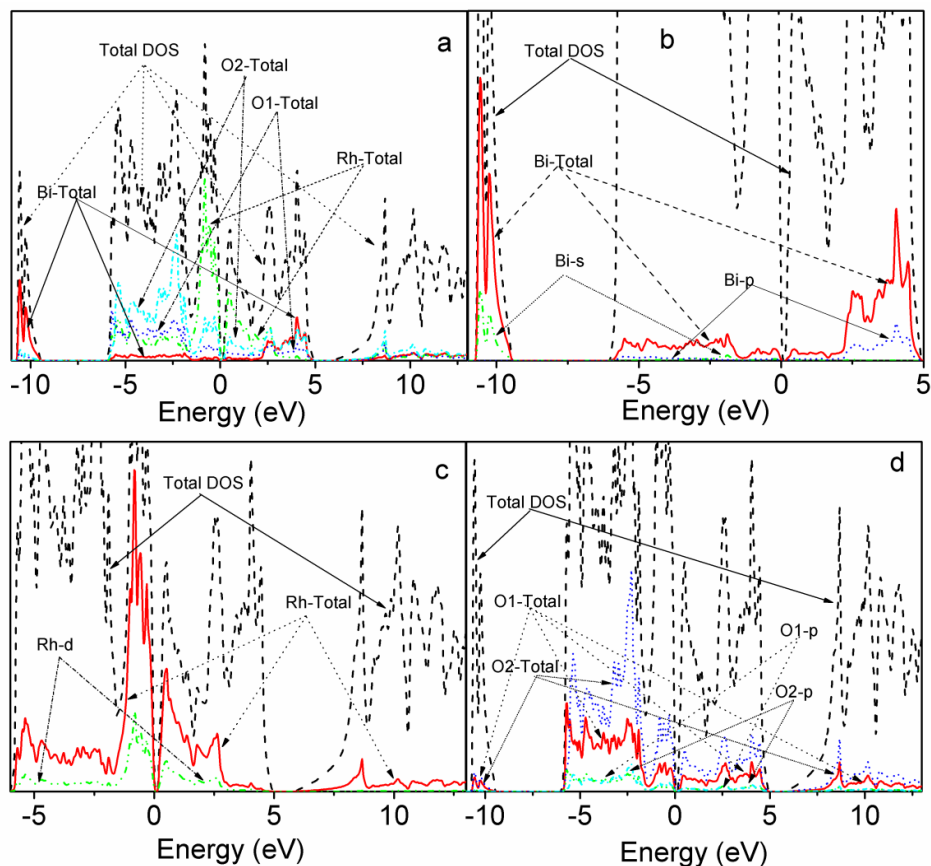 a
Total DOS
O2-Total
O1-Total
Rh-Total
Bi-Total
-10 -5 0 5 10
Energy (eV)
b
Total DOS
Bi-Total
Bi-s
Bi-p
-10 -5 0 5
Energy (eV)
c
Total DOS
Rh-Total
Rh-d
-5 0 5 10
Energy (eV)
d
Total DOS
O1-Total
O1-p
O2-Total
O2-p
-10 -5 0 5 10
Energy (eV)